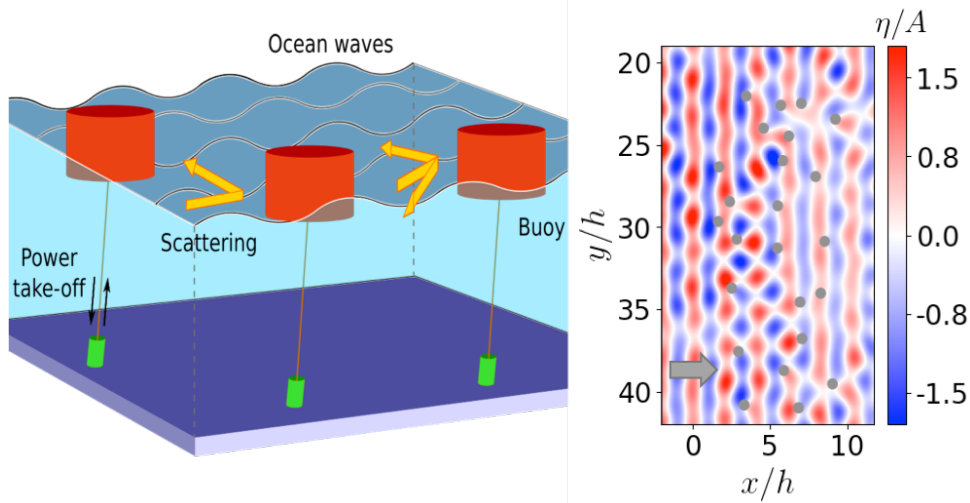 Ocean waves
Scattering
Buoy
Power
take-off
η/A
20
25
30
35
40
y/h
0
5
10
x/h
1.5
0.8
0.0
-0.8
-1.5